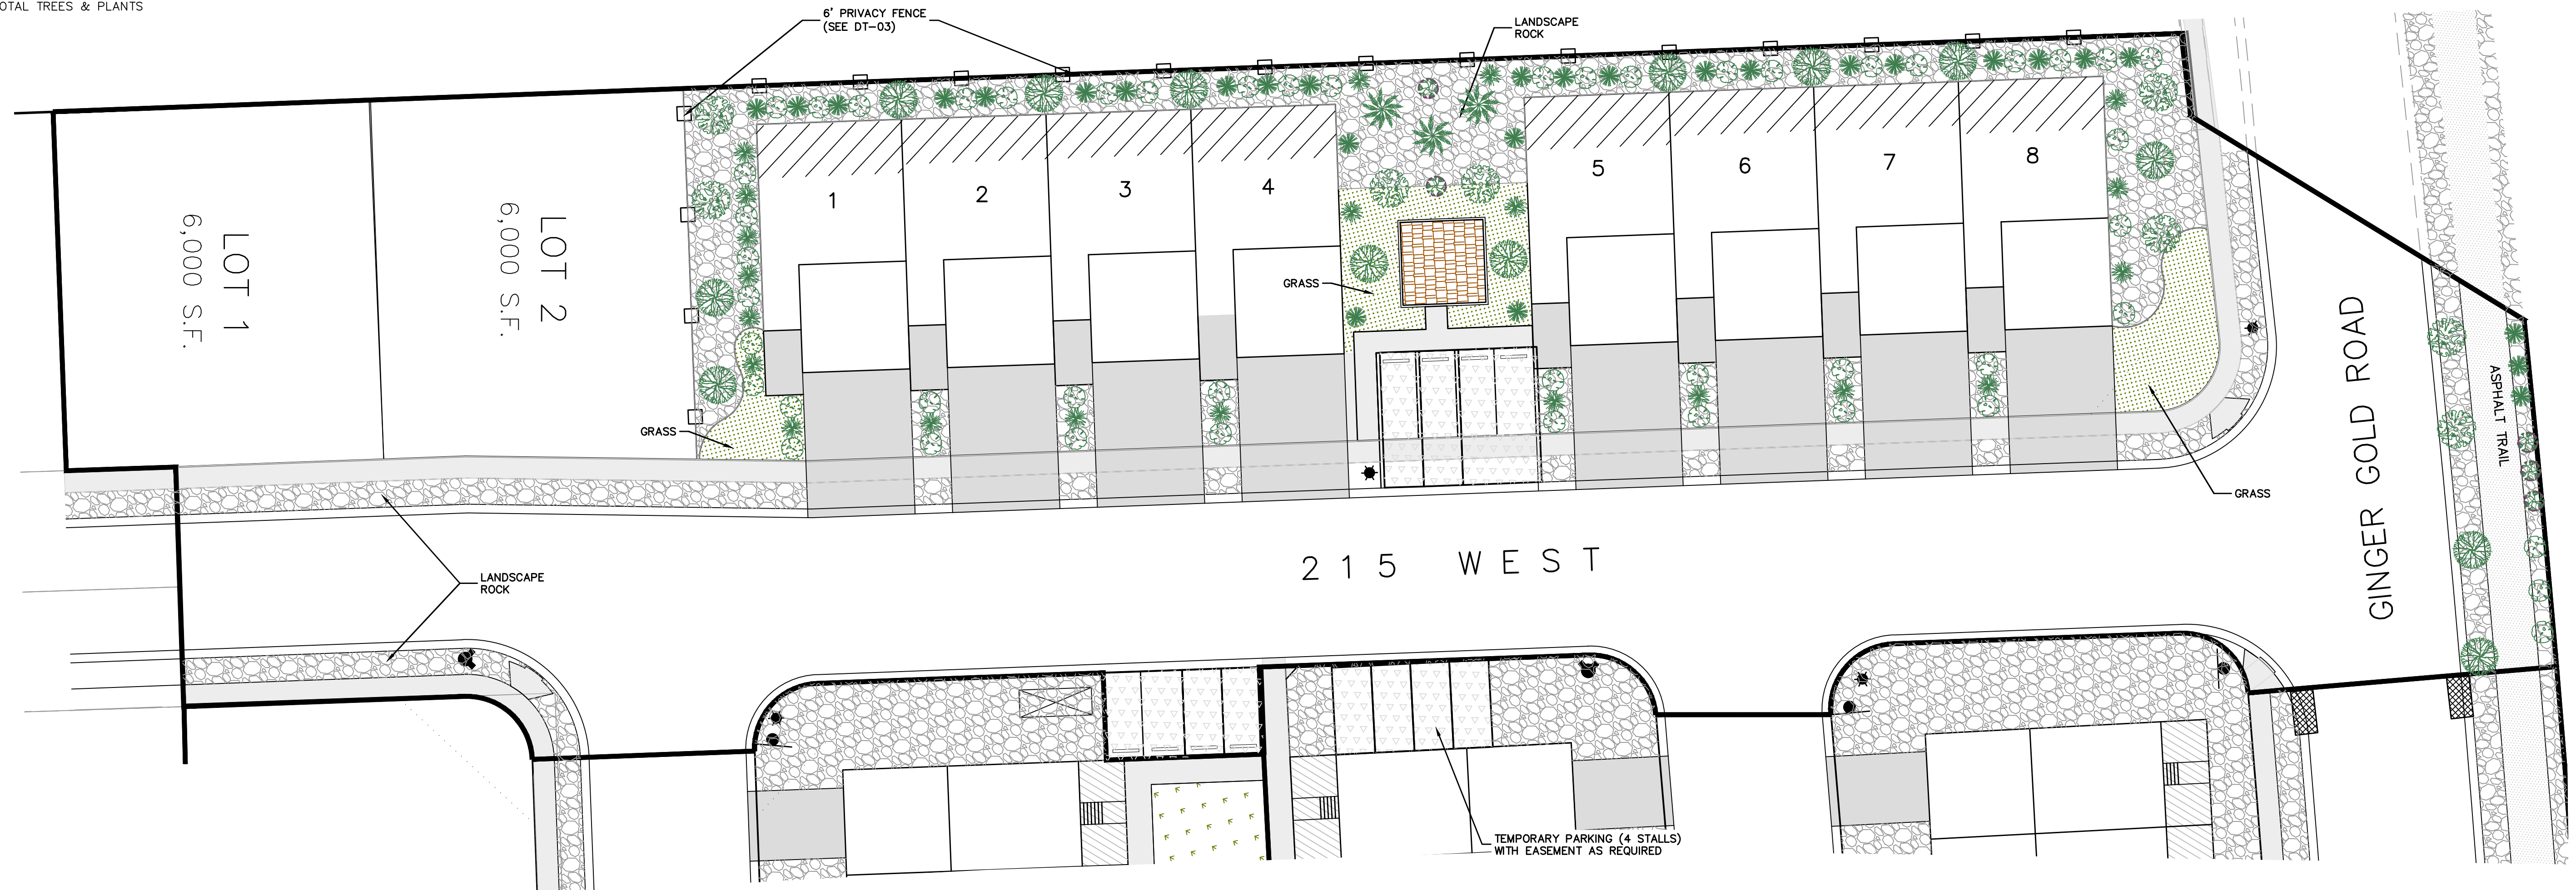 OTAL TREES & PLANTS
6' PRIVACY FENCE
(SEE DT-03)
LANDSCAPE
ROCK
LOT 1
6,000 S.F.
LOT 2
6,000 S.F.
1
2
3
4
5
6
7
8
GRASS
GRASS
GRASS
ASPHALT TRAIL
GINGER GOLD ROAD
215 WEST
LANDSCAPE
ROCK
TEMPORARY PARKING (4 STALLS)
WITH EASEMENT AS REQUIRED